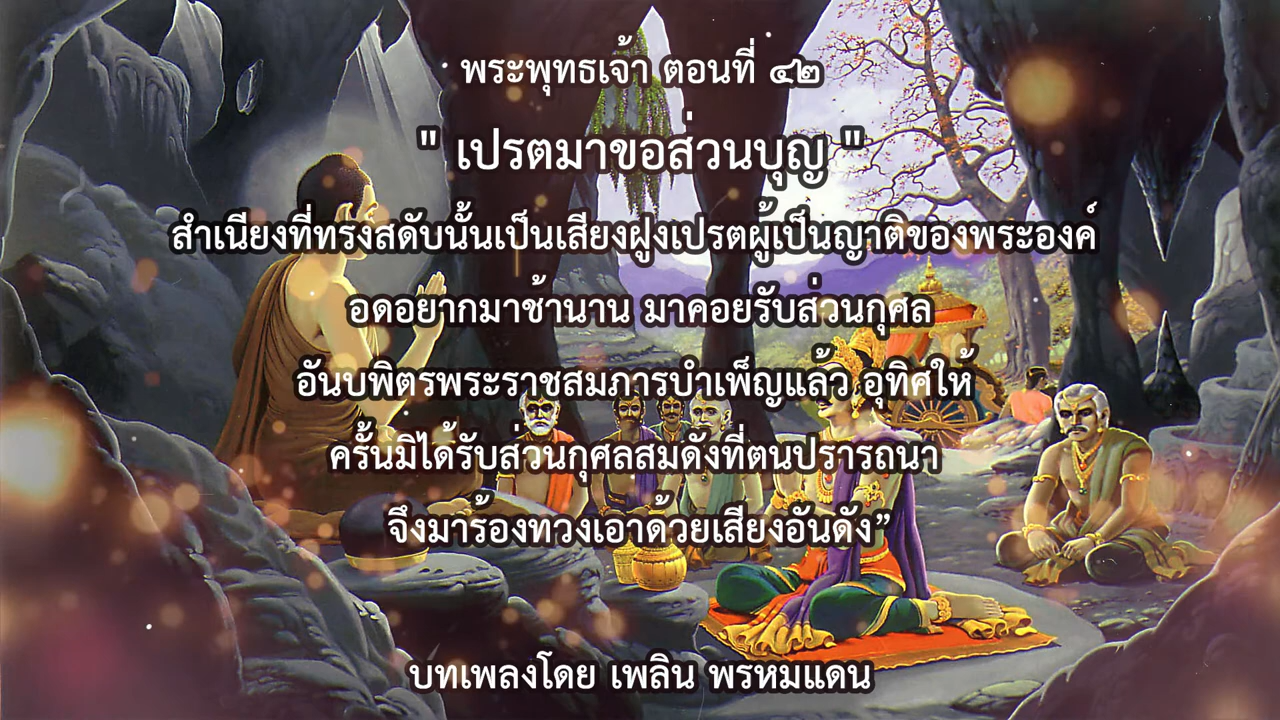 พระพุทธเจ้า ตอนที่ ๔๒
" เปรตมาขอส่วนบุญ "
สำเนียงที่ทรงสดับนั้นเป็นเสียงฝูงเปรตผู้เป็นญาติของพระองค์
อดอยากมาช้านาน มาคอยรับส่วนกุศล
อันบพิตรพระราชสมภารบำเพ็ญแล้ว อุทิศให้
ครั้นมิได้รับส่วนกุศลสมดังที่ตนปรารถนา
จึงมาร้องทวงเอาด้วยเสียงอันดัง”
บทเพลงโดย เพลิน พรหมแดน